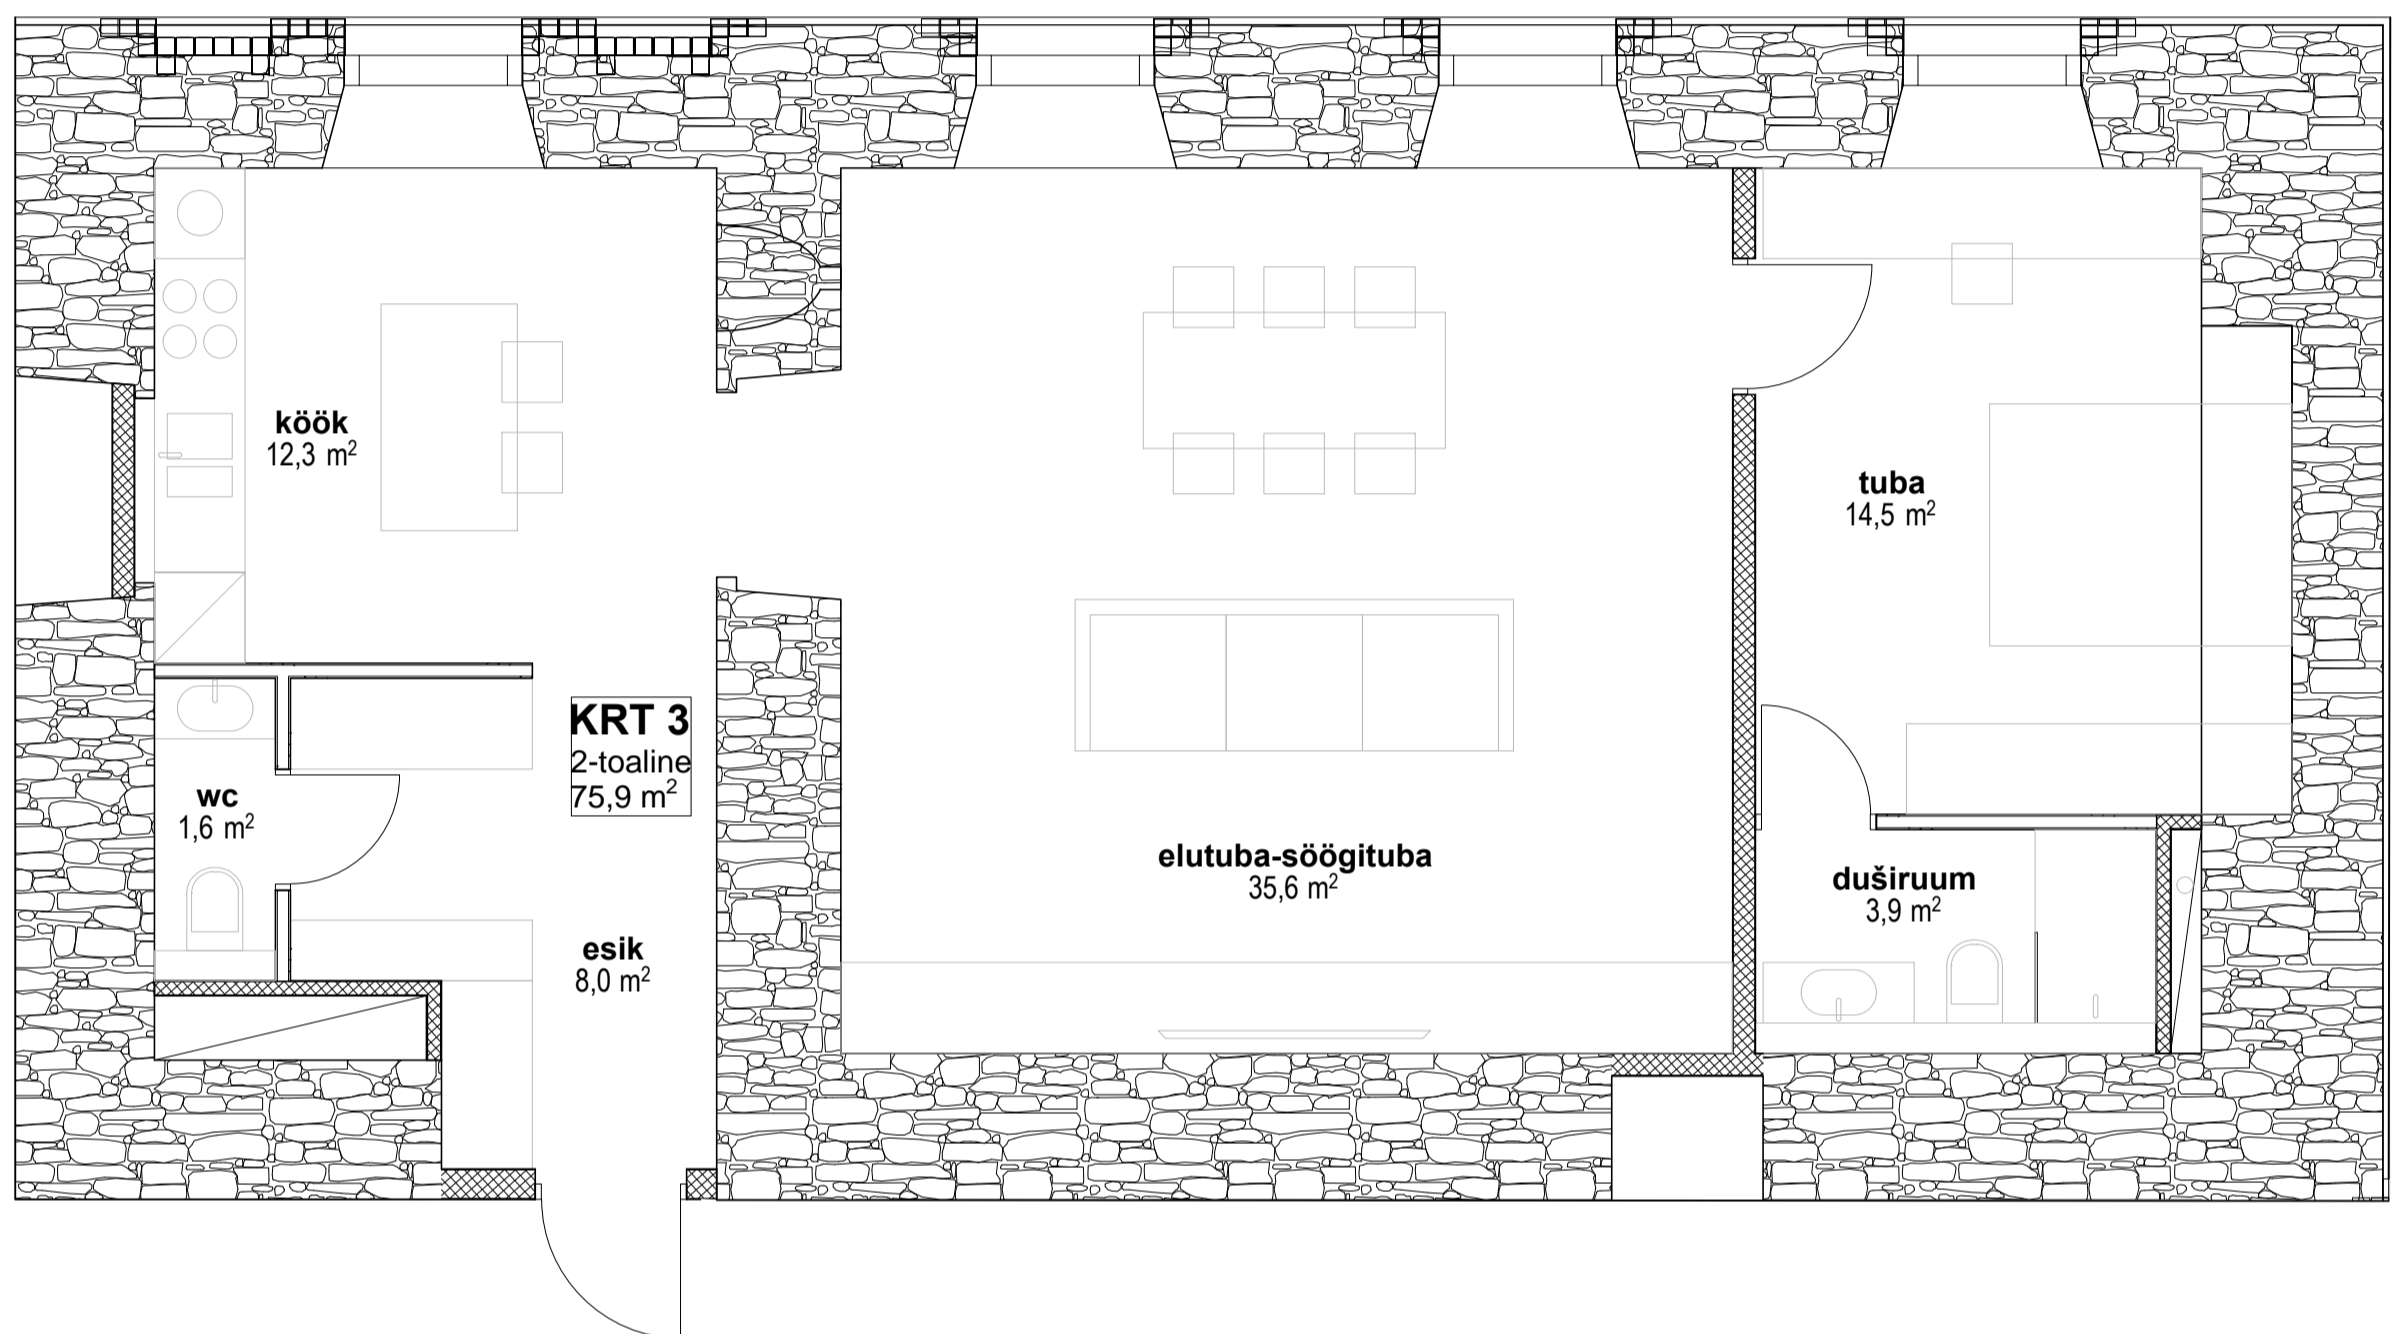 köök
12,3 m²
tuba
14,5 m²
KRT 3
2-toaline
75,9 m²
wc
1,6 m²
elutuba-söögituba
35,6 m²
duširuum
3,9 m²
esik
8,0 m²